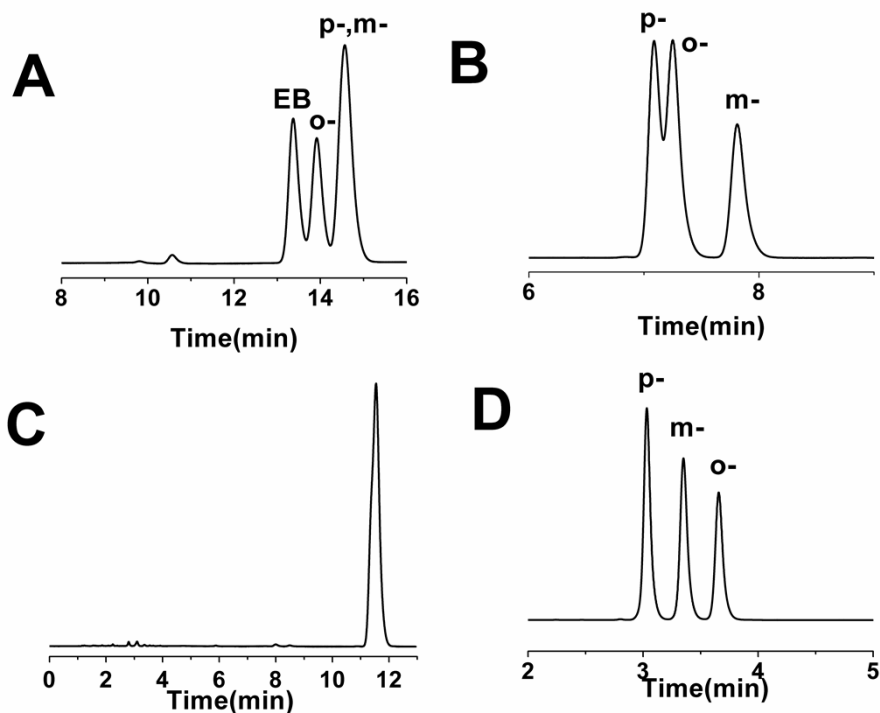 A
EB
o-
p-,m-
8 10 12 14 16
Time(min)
B
p-
o-
m-
6 8
Time(min)
C
0 2 4 6 8 10 12
Time(min)
D
p-
m-
o-
2 3 4 5
Time(min)